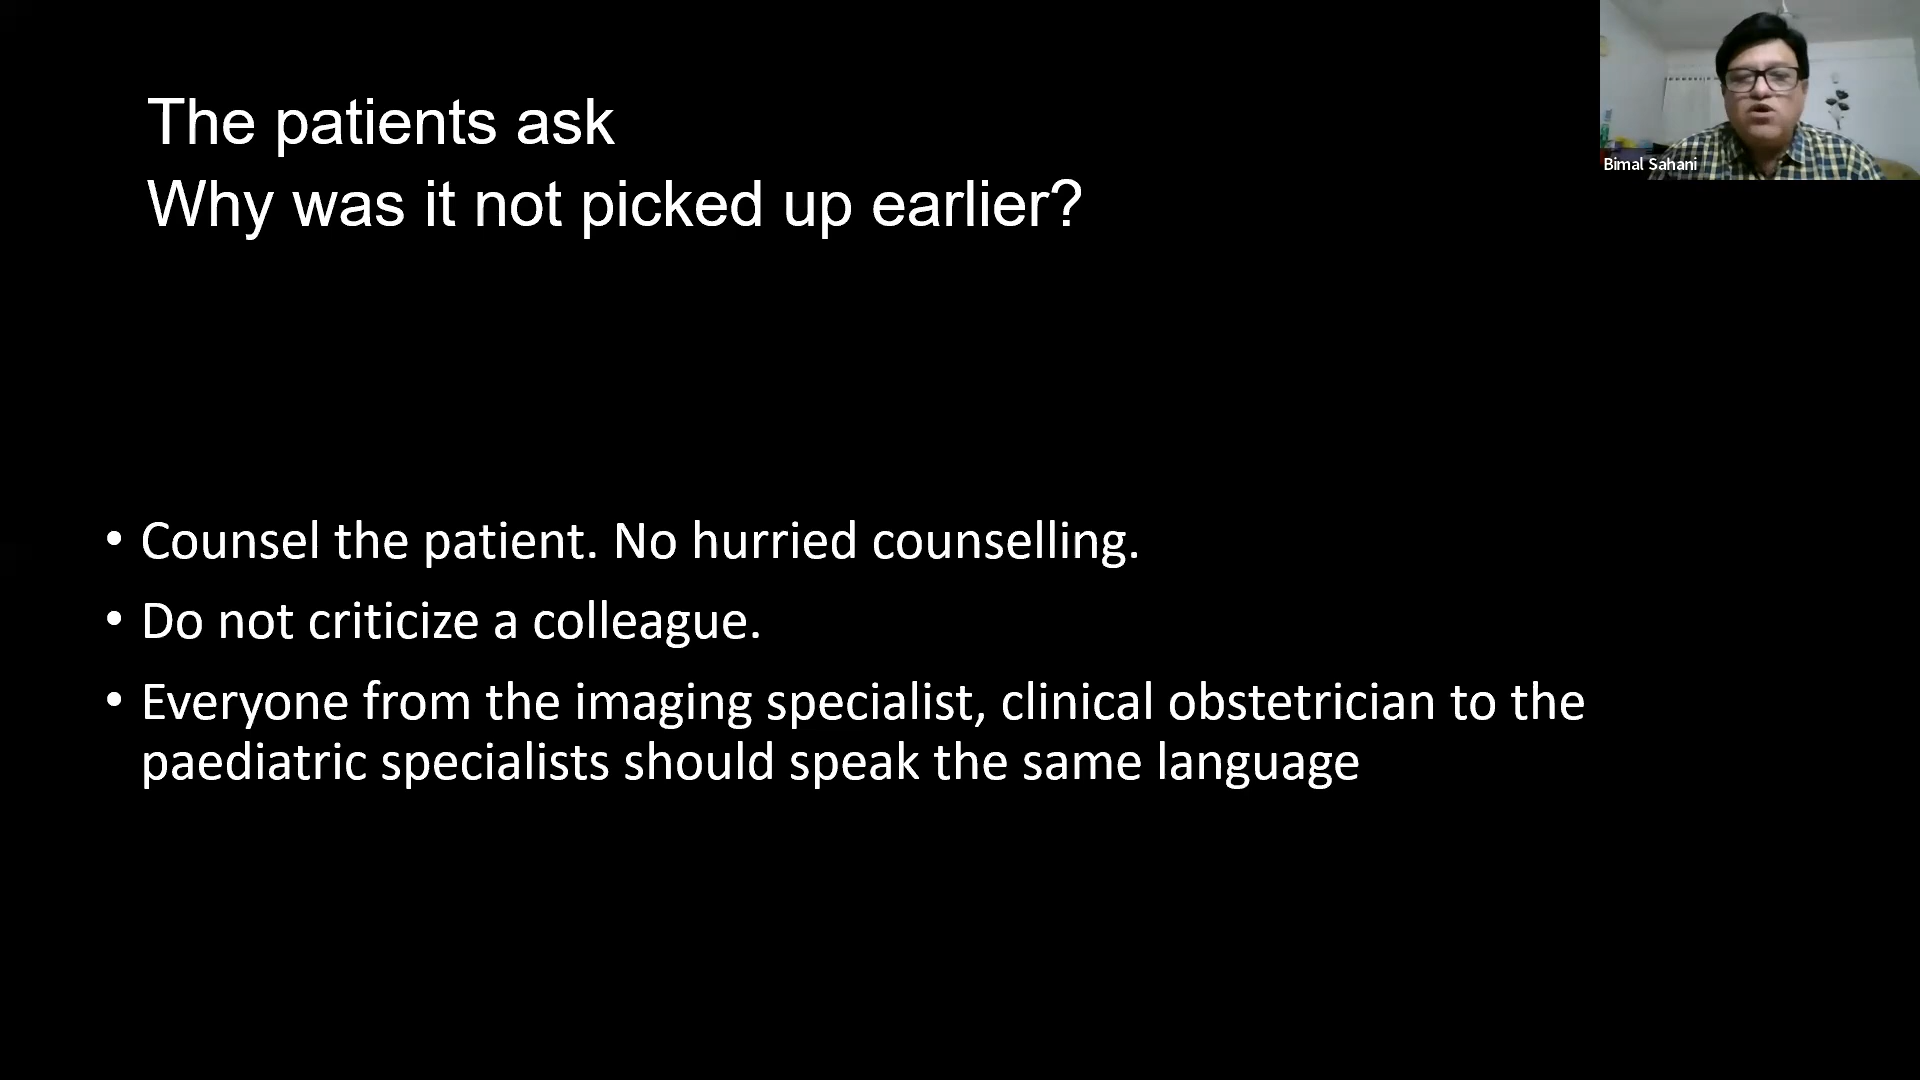 The patients ask
Why was it not picked up earlier?
Bimal Sahani
• Counsel the patient. No hurried counselling.
• Do not criticize a colleague.
• Everyone from the imaging specialist, clinical obstetrician to the
paediatric specialists should speak the same language